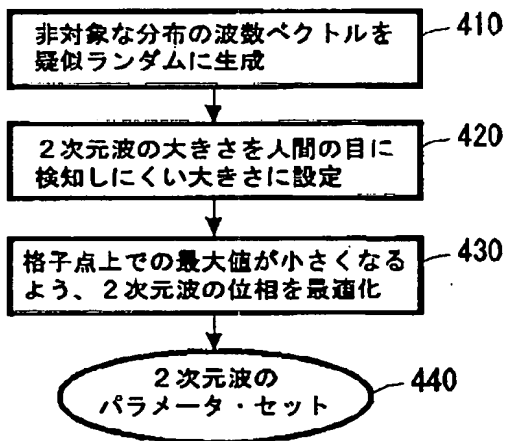 非対象な分布の波数ベクトルを
疑似ランダムに生成
410
2次元波の大きさを人間の目に
検知しにくい大きさに設定
420
格子点上での最大値が小さくなる
よう、2次元波の位相を最適化
430
2次元波の
パラメータ・セット
440